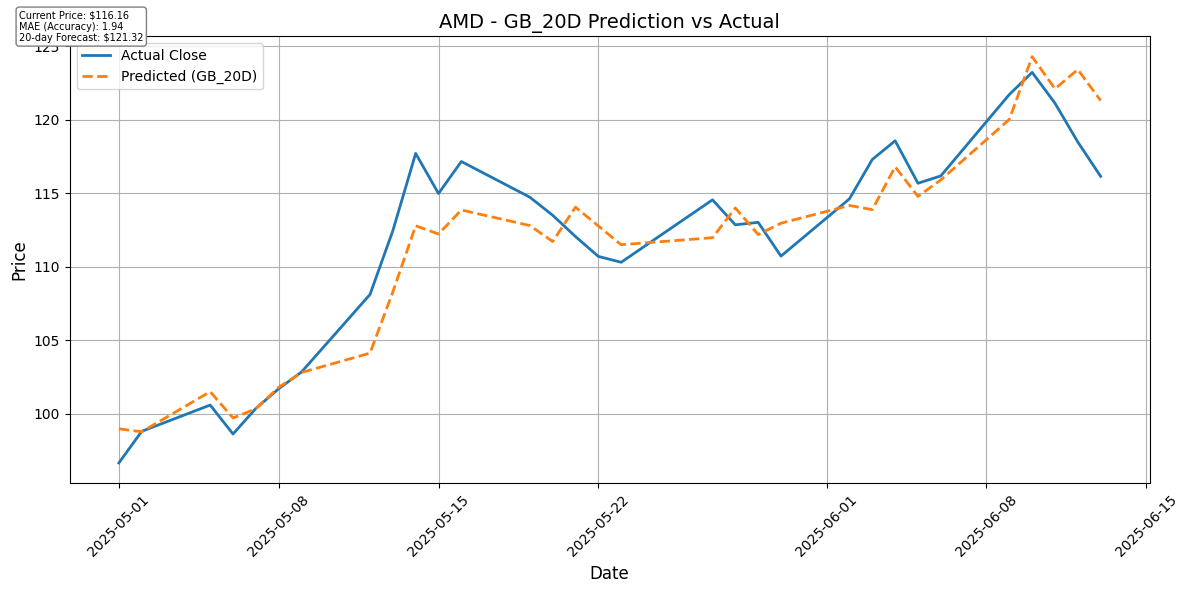 Current Price: $116.16
MAE (Accuracy): 1.94
20-day Forecast: $121.32
AMD - GB_20D Prediction vs Actual
Actual Close
Predicted (GB_20D)
125
120
115
110
105
100
Price
2025-05-01
2025-05-08
2025-05-15
2025-05-22
2025-06-01
2025-06-08
2025-06-15
Date